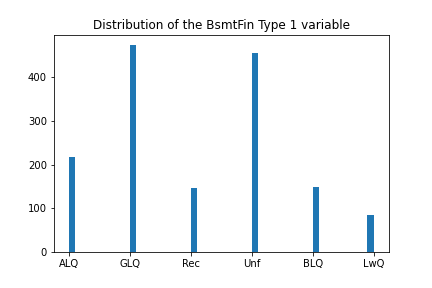 Distribution of the BsmtFin Type 1 variable
400
300
200
100
0
ALQ GLQ Rec Unf BLQ LwQ